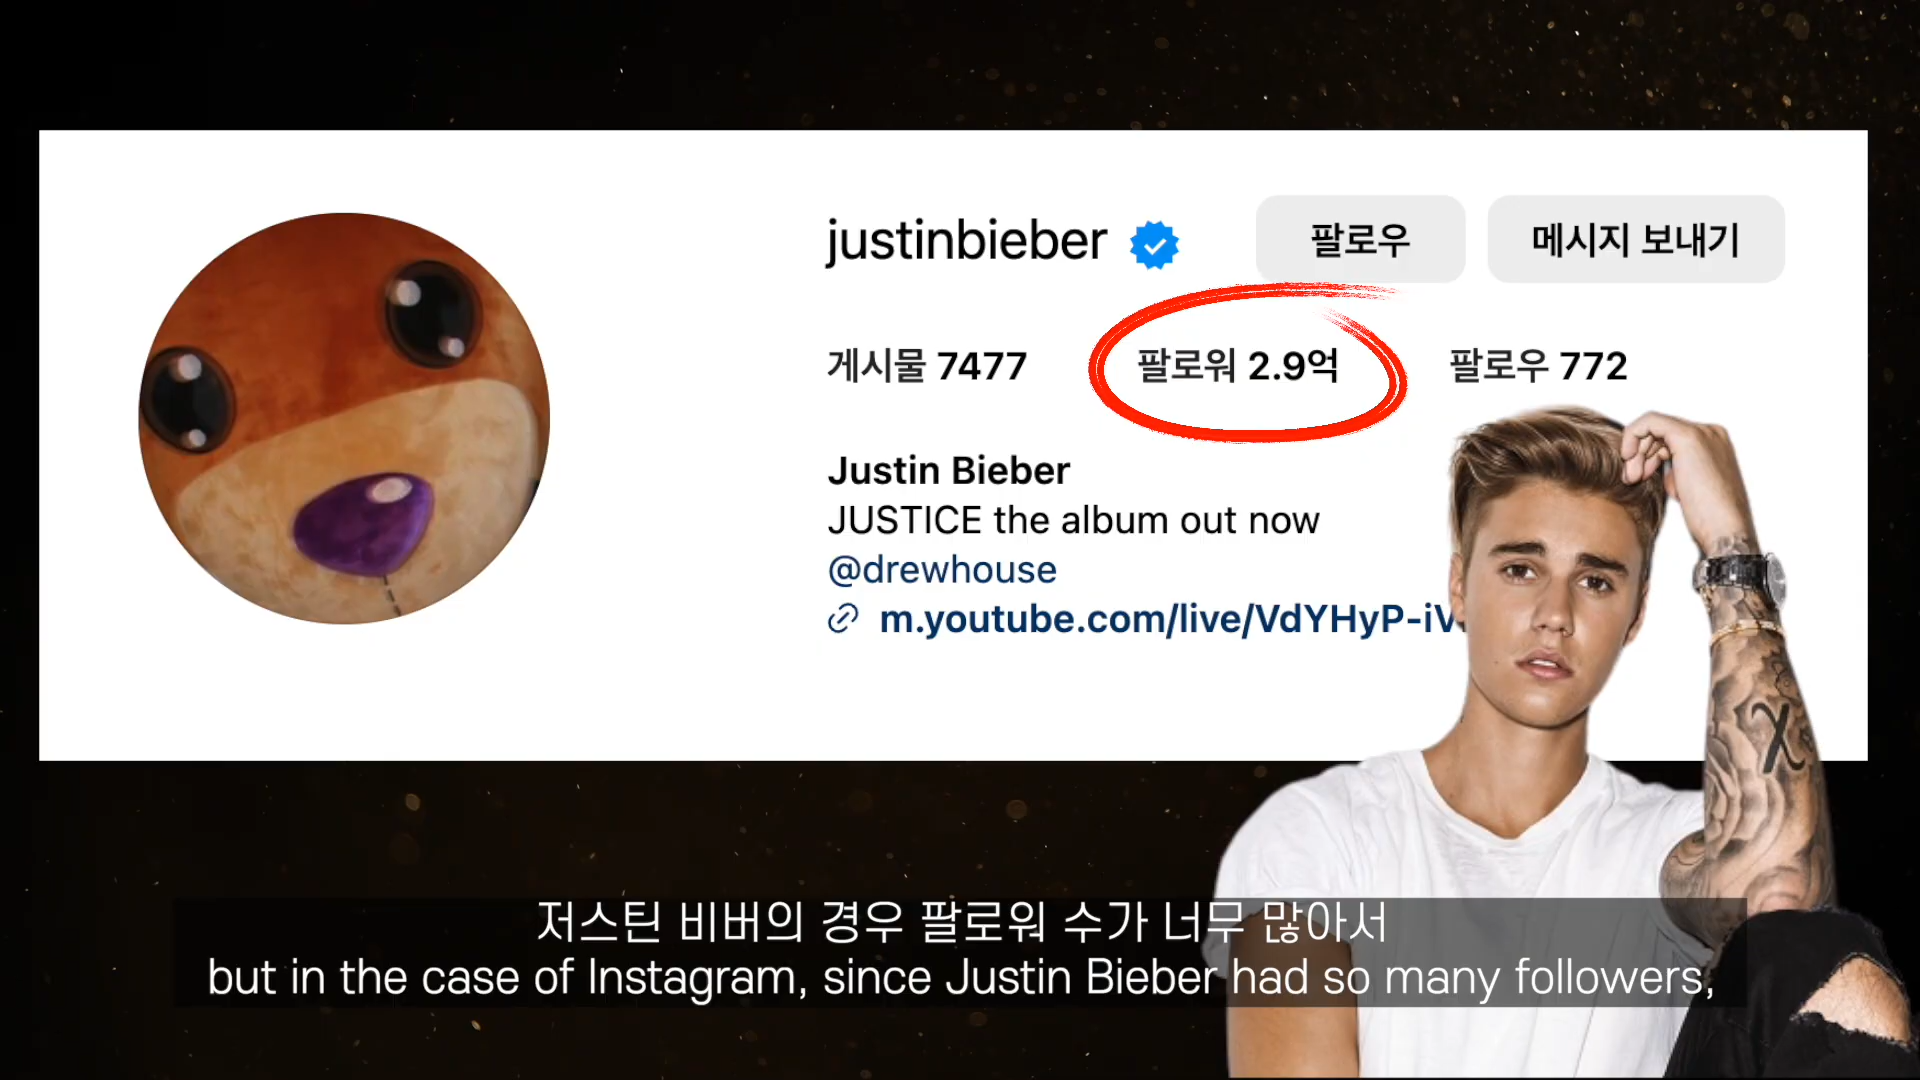 justinbieber
팔로우
메시지 보내기
게시물 7477
팔로워 2.9억
팔로우 772
Justin Bieber
JUSTICE the album out now
@drewhouse
m.youtube.com/live/VdYHyP-iV
저스틴 비버의 경우 팔로워 수가 너무 많아서
but in the case of Instagram, since Justin Bieber had so many followers,